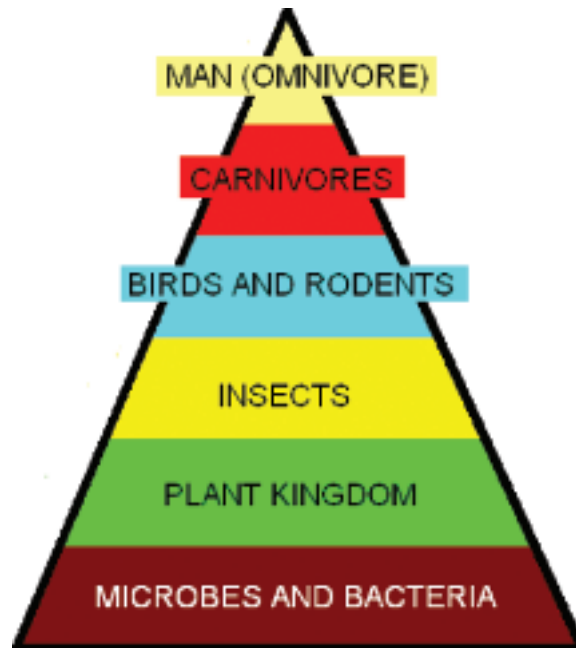 MAN (OMNIVORE)
CARNIVORES
BIRDS AND RODENTS
INSECTS
PLANT KINGDOM
MICROBES AND BACTERIA